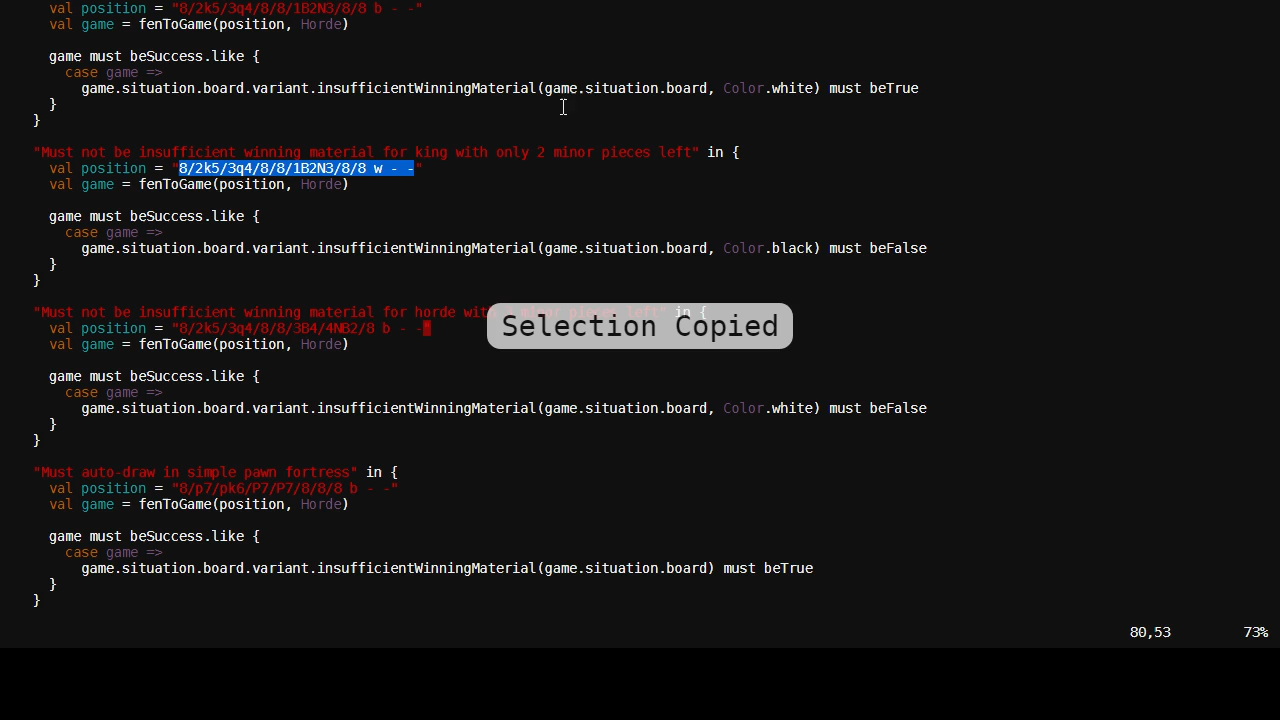 val position = "8/2k5/3q4/8/8/1B2N3/8/8 b - -"
val game = fenToGame(position, Horde)
game must beSuccess.like {
case game =>
game.situation.board.variant.insufficientWinningMaterial(game.situation.board, Color.white) must beTrue
}
}
"Must not be insufficient winning material for king with only 2 minor pieces left" in {
val position = "8/2k5/3q4/8/8/1B2N3/8/8 w - -"
val game = fenToGame(position, Horde)
game must beSuccess.like {
case game =>
game.situation.board.variant.insufficientWinningMaterial(game.situation.board, Color.black) must beFalse
}
}
"Must not be insufficient winning material for horde with minor pieces left" in {
val position = "8/2k5/3q4/8/8/3B4/4NB2/8 b - -"
val game = fenToGame(position, Horde)
Selection Copied
game must beSuccess.like {
case game =>
game.situation.board.variant.insufficientWinningMaterial(game.situation.board, Color.white) must beFalse
}
}
"Must auto-draw in simple pawn fortress" in {
val position = "8/p7/pk6/P7/P7/8/8/8 b - -"
val game = fenToGame(position, Horde)
game must beSuccess.like {
case game =>
game.situation.board.variant.insufficientWinningMaterial(game.situation.board) must beTrue
}
}
80,53 73%